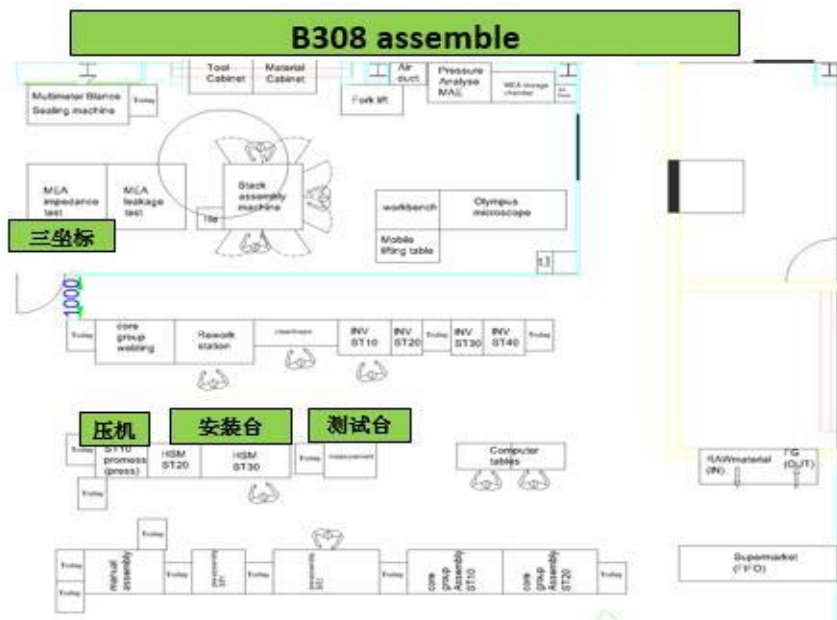 B308 assemble
Tool
Cabinet
Material
Cabinet
Air
duct
Pressure
Analyse
MAE
MEA storage
chamber
Multimeter Blance
Sealing machine
Trolley
Fork lift
MEA
impedance
test
MEA
leakage
test
Stack
assembly
machine
workbench
Olympus
microscope
Mobile
lifting table
三坐标
1000
Trolley
core
group
welding
Rework
station
INV
ST10
INV
ST20
Trolley
INV
ST30
INV
ST40
Trolley
压机
安装台
测试台
Trolley
ST10
promess
(press)
HSM
ST20
HSM
ST30
Trolley
measurement
Trolley
Computer
tables
RAWmaterial
(IN)
FG
(OUT)
Trolley
Trolley
Trolley
manual
assembly
Trolley
Trolley
Trolley
core
group
Assembly
ST10
core
group
Assembly
ST20
Trolley
Supermarket
(FIFO)